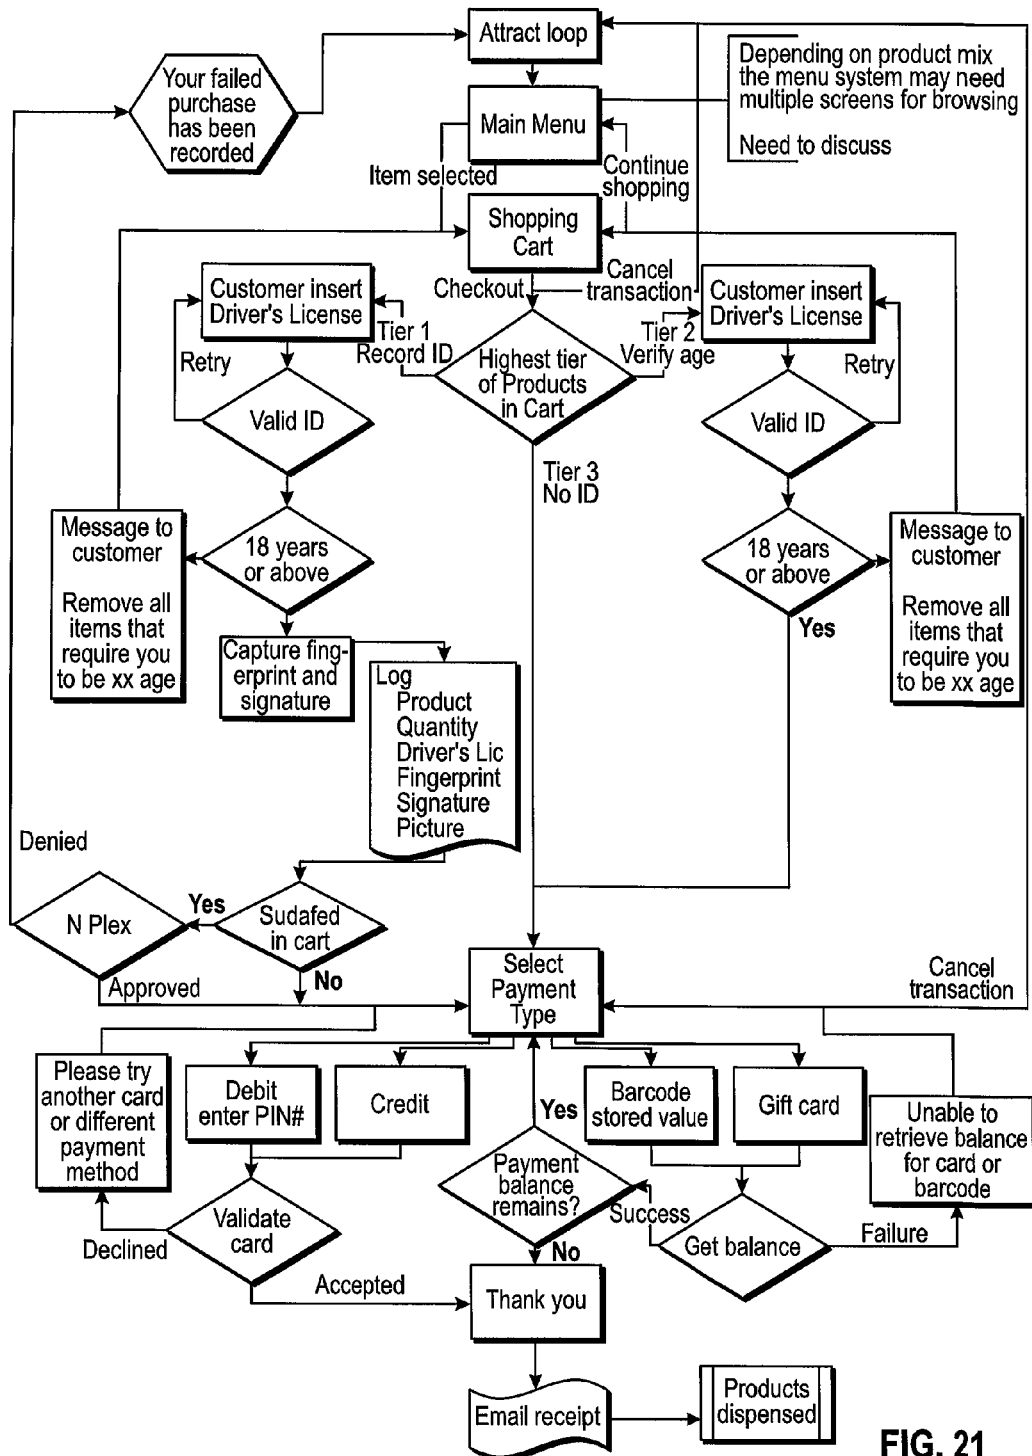 Attract loop
Your failed
purchase
has been
recorded
Depending on product mix
the menu system may need
multiple screens for browsing
Need to discuss
Main Menu
Item selected
Continue
shopping
Shopping
Cart
Checkout
Cancel
transaction
Customer insert
Driver's License
Tier 1
Record ID
Retry
Highest tier
of Products
in Cart
Tier 2
Verify age
Customer insert
Driver's License
Retry
Valid ID
Valid ID
Tier 3
No ID
Message to
customer
Remove all
items that
require you
to be xx age
18 years
or above
18 years
or above
Yes
Message to
customer
Remove all
items that
require you
to be xx age
Capture fing-
erprint and
signature
Log
Product
Quantity
Driver's Lic
Fingerprint
Signature
Picture
Denied
N Plex
Yes
Sudafed
in cart
No
Approved
Select
Payment
Type
Cancel
transaction
Please try
another card
or different
payment
method
Debit
enter PIN#
Credit
Yes
Barcode
stored value
Gift card
Unable to
retrieve balance
for card or
barcode
Payment
balance
remains?
Success
Get balance
Failure
Declined
Validate
card
No
Accepted
Thank you
Email receipt
Products
dispensed
FIG. 21